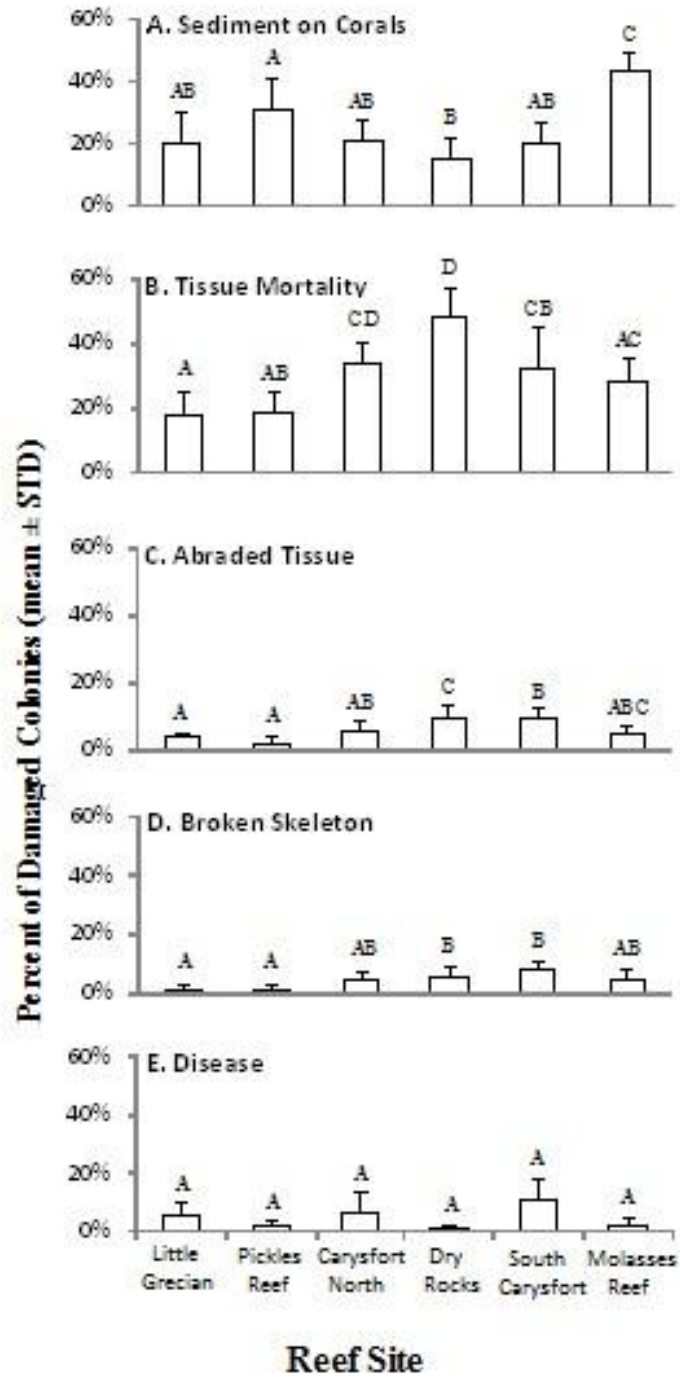 Percent of Damaged Colonies (mean ± STD)
A. Sediment on Corals
60%
40%
20%
0%
AB
A
AB
B
AB
C
B. Tissue Mortality
60%
40%
20%
0%
A
AB
CD
D
CB
AC
C. Abraded Tissue
60%
40%
20%
0%
A
A
AB
C
B
ABC
D. Broken Skeleton
60%
40%
20%
0%
A
A
AB
B
B
AB
E. Disease
60%
40%
20%
0%
A
A
A
A
A
A
Little Grecian
Pickles Reef
Carysfort North
Dry Rocks
South Carysfort
Molasses Reef
Reef Site